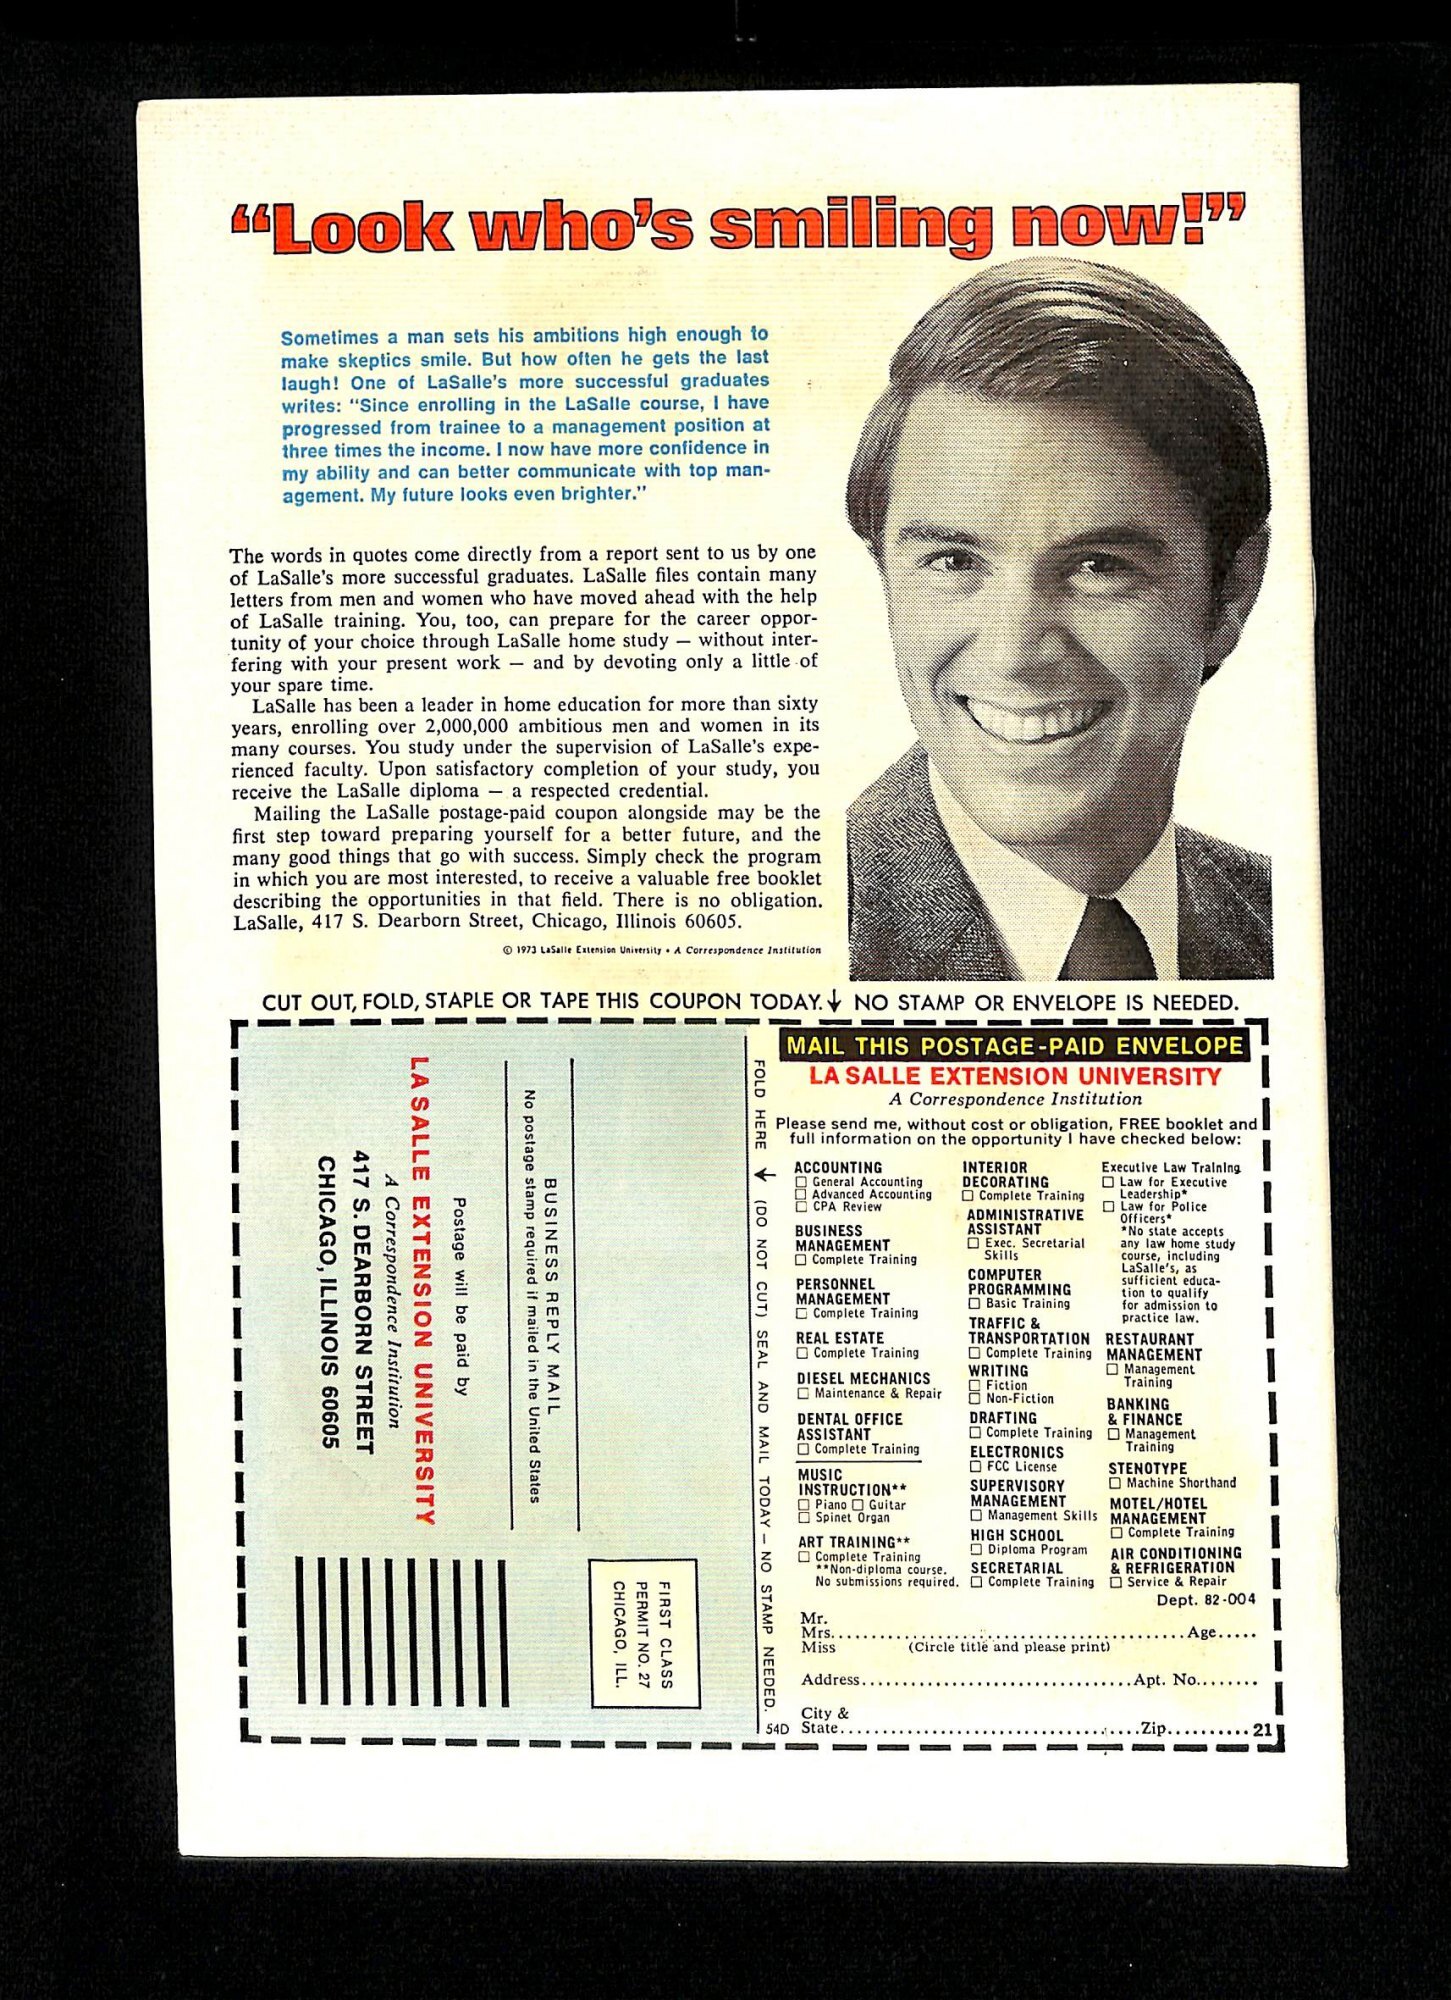 “Look who’s smiling now!”
Sometimes a man sets his ambitions high enough to
make skeptics smile. But how often he gets the last
laugh! One of LaSalle’s more successful graduates
writes: “Since enrolling in the LaSalle course, I have
progressed from trainee to a management position at
three times the income. I now have more confidence in
my ability and can better communicate with top man-
agement. My future looks even brighter.”
The words in quotes come directly from a report sent to us by one
of LaSalle’s more successful graduates. LaSalle files contain many
letters from men and women who have moved ahead with the help
of LaSalle training. You, too, can prepare for the career oppor-
tunity of your choice through LaSalle home study — without inter-
fering with your present work — and by devoting only a little of
your spare time.
LaSalle has been a leader in home education for more than sixty
years, enrolling over 2,000,000 ambitious men and women in its
many courses. You study under the supervision of LaSalle’s expe-
rienced faculty. Upon satisfactory completion of your study, you
receive the LaSalle diploma — a respected credential.
Mailing the LaSalle postage-paid coupon alongside may be the
first step toward preparing yourself for a better future, and the
many good things that go with success. Simply check the program
in which you are most interested, to receive a valuable free booklet
describing the opportunities in that field. There is no obligation.
LaSalle, 417 S. Dearborn Street, Chicago, Illinois 60605.
© 1973 LaSalle Extension University • A Correspondence Institution
CUT OUT, FOLD, STAPLE OR TAPE THIS COUPON TODAY.↓ NO STAMP OR ENVELOPE IS NEEDED.
FIRST CLASS
PERMIT NO. 27
CHICAGO, ILL.
BUSINESS REPLY MAIL
No postage stamp required if mailed in the United States
Postage will be paid by
LA SALLE EXTENSION UNIVERSITY
A Correspondence Institution
417 S. DEARBORN STREET
CHICAGO, ILLINOIS 60605
FOLD HERE ↓ (DO NOT CUT) SEAL AND MAIL TODAY — NO STAMP NEEDED.
MAIL THIS POSTAGE-PAID ENVELOPE
LA SALLE EXTENSION UNIVERSITY
A Correspondence Institution
Please send me, without cost or obligation, FREE booklet and
full information on the opportunity I have checked below:
ACCOUNTING
☐ General Accounting
☐ Advanced Accounting
☐ CPA Review
BUSINESS
MANAGEMENT
☐ Complete Training
PERSONNEL
MANAGEMENT
☐ Complete Training
REAL ESTATE
☐ Complete Training
DIESEL MECHANICS
☐ Maintenance & Repair
DENTAL OFFICE
ASSISTANT
☐ Complete Training
MUSIC
INSTRUCTION**
☐ Piano ☐ Guitar
☐ Spinet Organ
ART TRAINING**
☐ Complete Training
**Non-diploma course.
No submissions required.
INTERIOR
DECORATING
☐ Complete Training
ADMINISTRATIVE
ASSISTANT
☐ Exec. Secretarial
Skills
COMPUTER
PROGRAMMING
☐ Basic Training
TRAFFIC &
TRANSPORTATION
☐ Complete Training
WRITING
☐ Fiction
☐ Non-Fiction
DRAFTING
☐ Complete Training
ELECTRONICS
☐ FCC License
SUPERVISORY
MANAGEMENT
☐ Management Skills
HIGH SCHOOL
☐ Diploma Program
SECRETARIAL
☐ Complete Training
Executive Law Training
☐ Law for Executive
Leadership*
☐ Law for Police
Officers*
*No state accepts
any law home study
course, including
LaSalle’s, as
sufficient educa-
tion to qualify
for admission to
practice law.
RESTAURANT
MANAGEMENT
☐ Management
Training
BANKING
& FINANCE
☐ Management
Training
STENOTYPE
☐ Machine Shorthand
MOTEL/HOTEL
MANAGEMENT
☐ Complete Training
AIR CONDITIONING
& REFRIGERATION
☐ Service & Repair
Dept. 82-004
Mr.
Mrs..........................................Age.....
Miss (Circle title and please print)
Address................................Apt. No........
City &
State...................................Zip..........21
54D